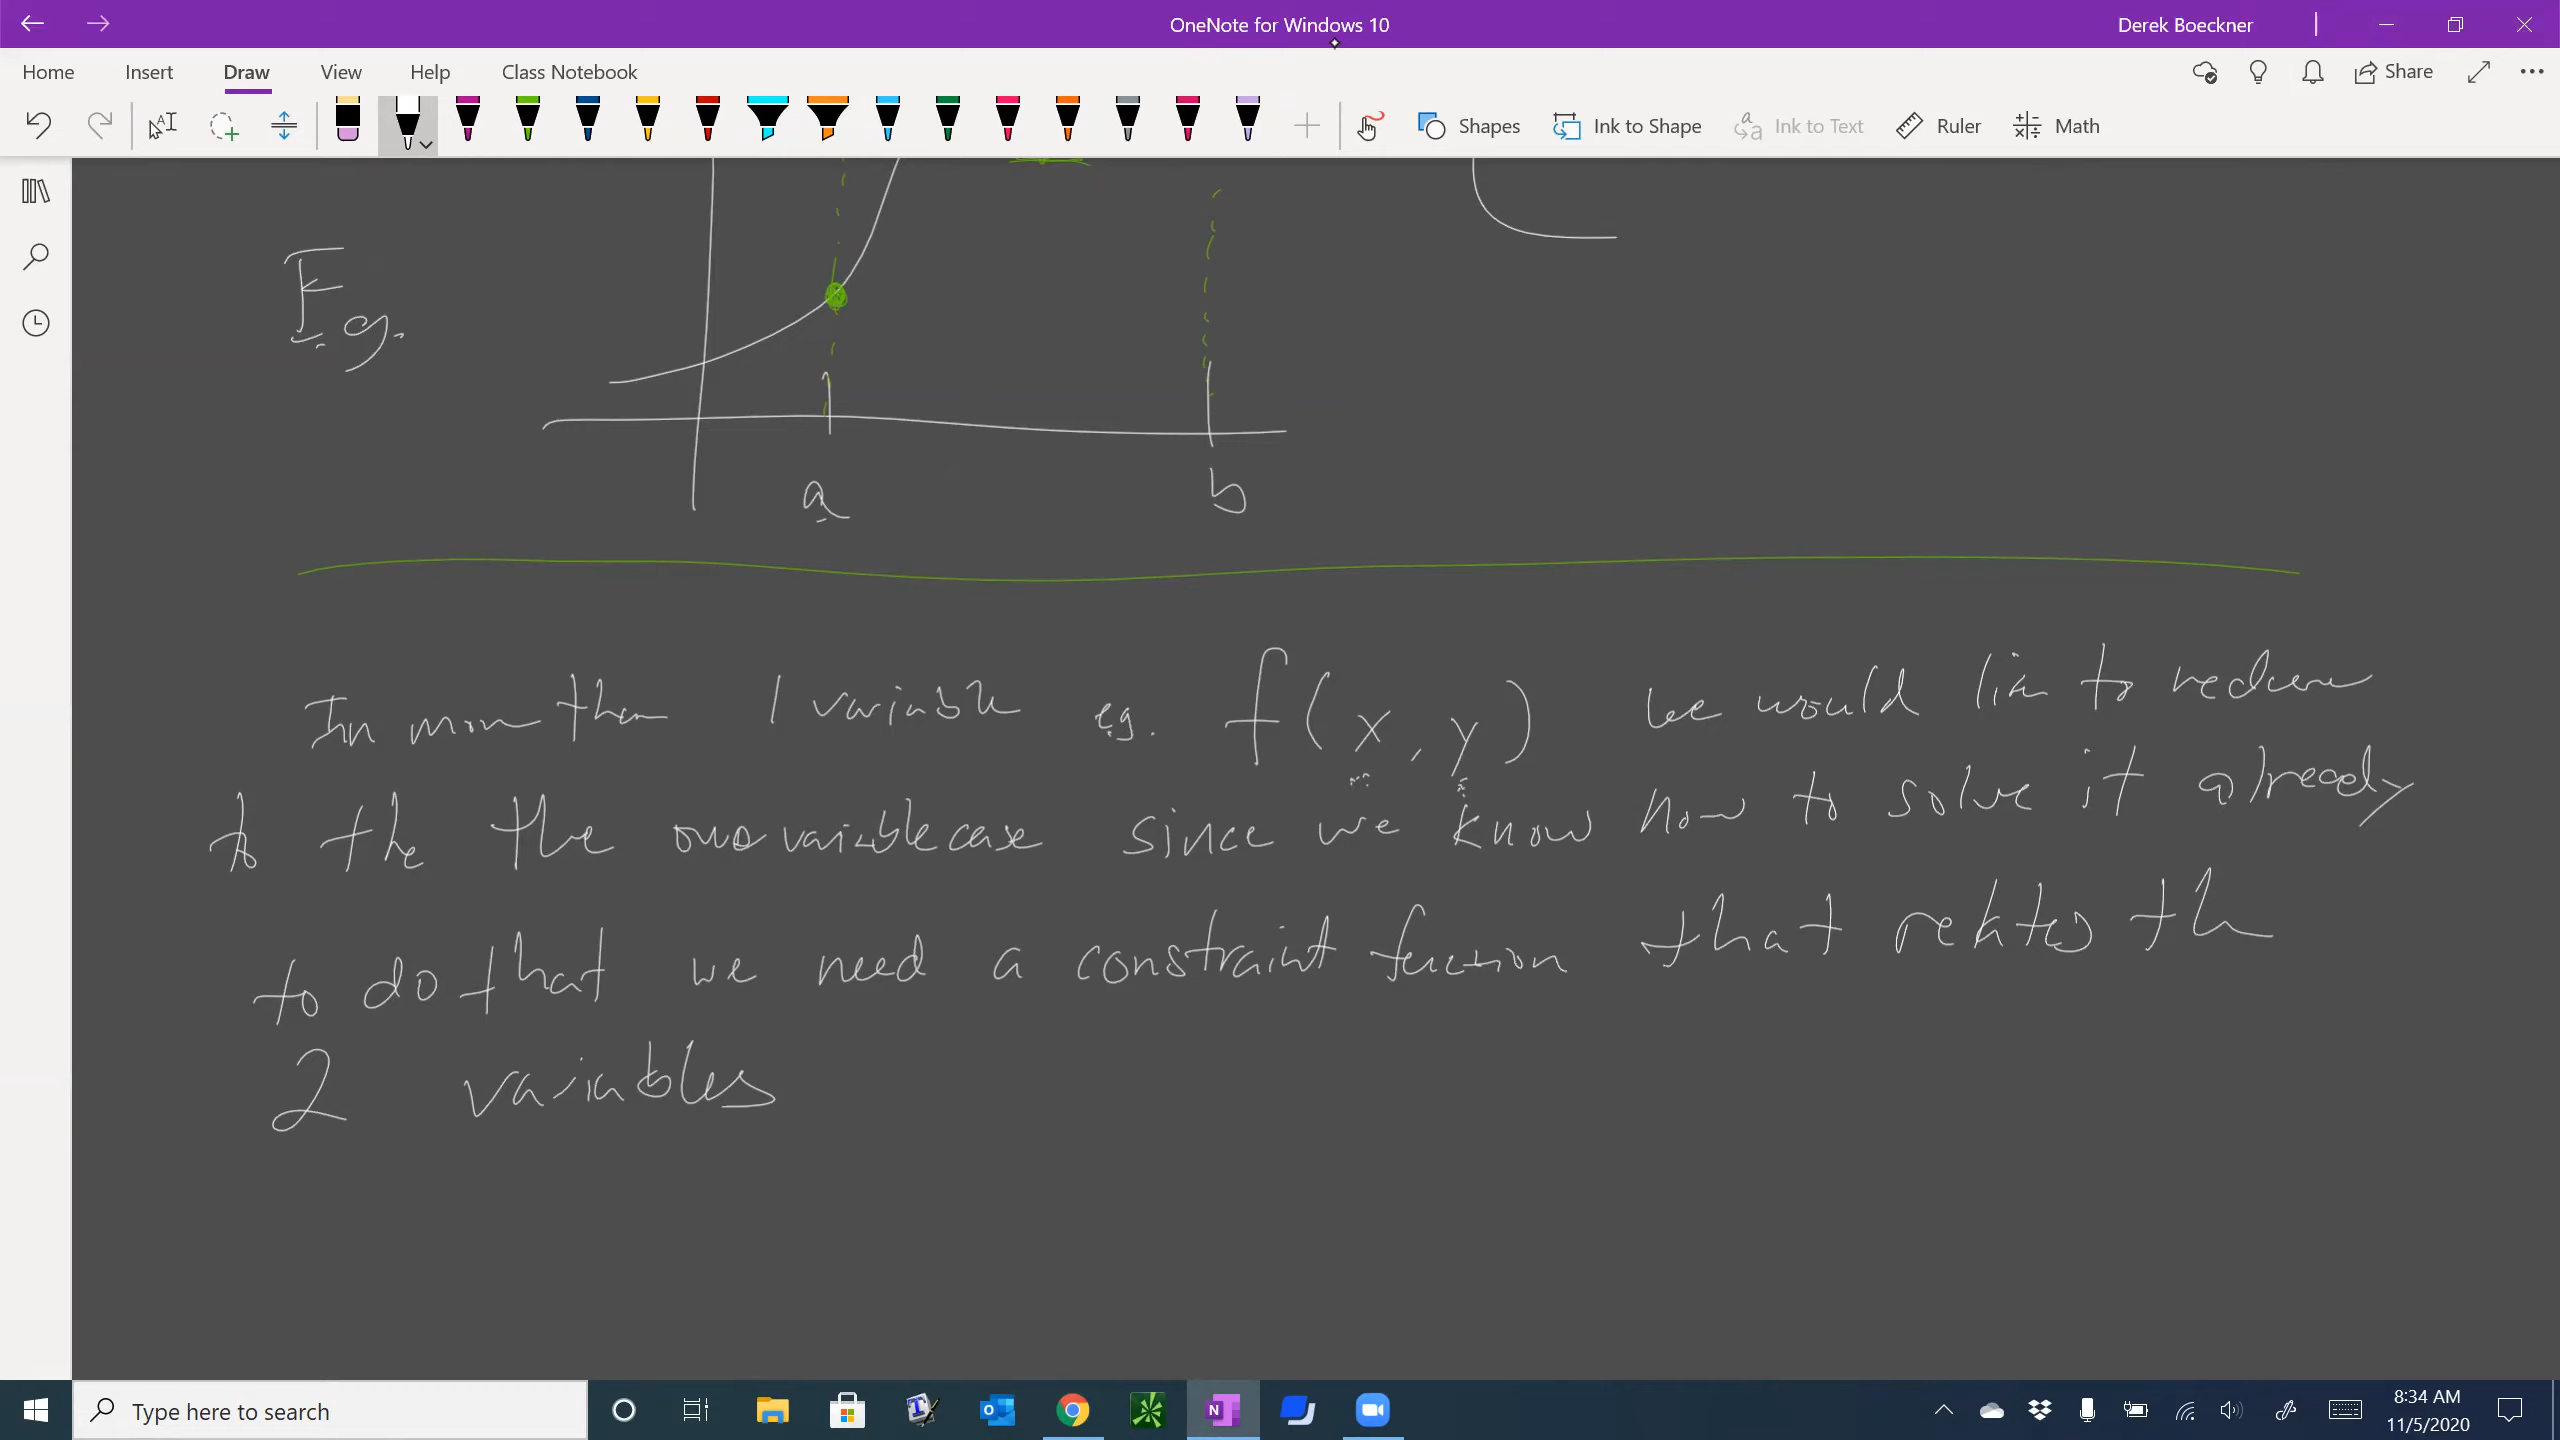 OneNote for Windows 10
Derek Boeckner
Home Insert Draw View Help Class Notebook
Share
Shapes Ink to Shape Ink to Text Ruler Math
E.g.
a b
In more than 1 variable eg. f(x, y) we would like to reduce
to the the one variable case since we know how to solve it already
to do that we need a constraint function that relates the
2 variables
Type here to search
8:34 AM
11/5/2020